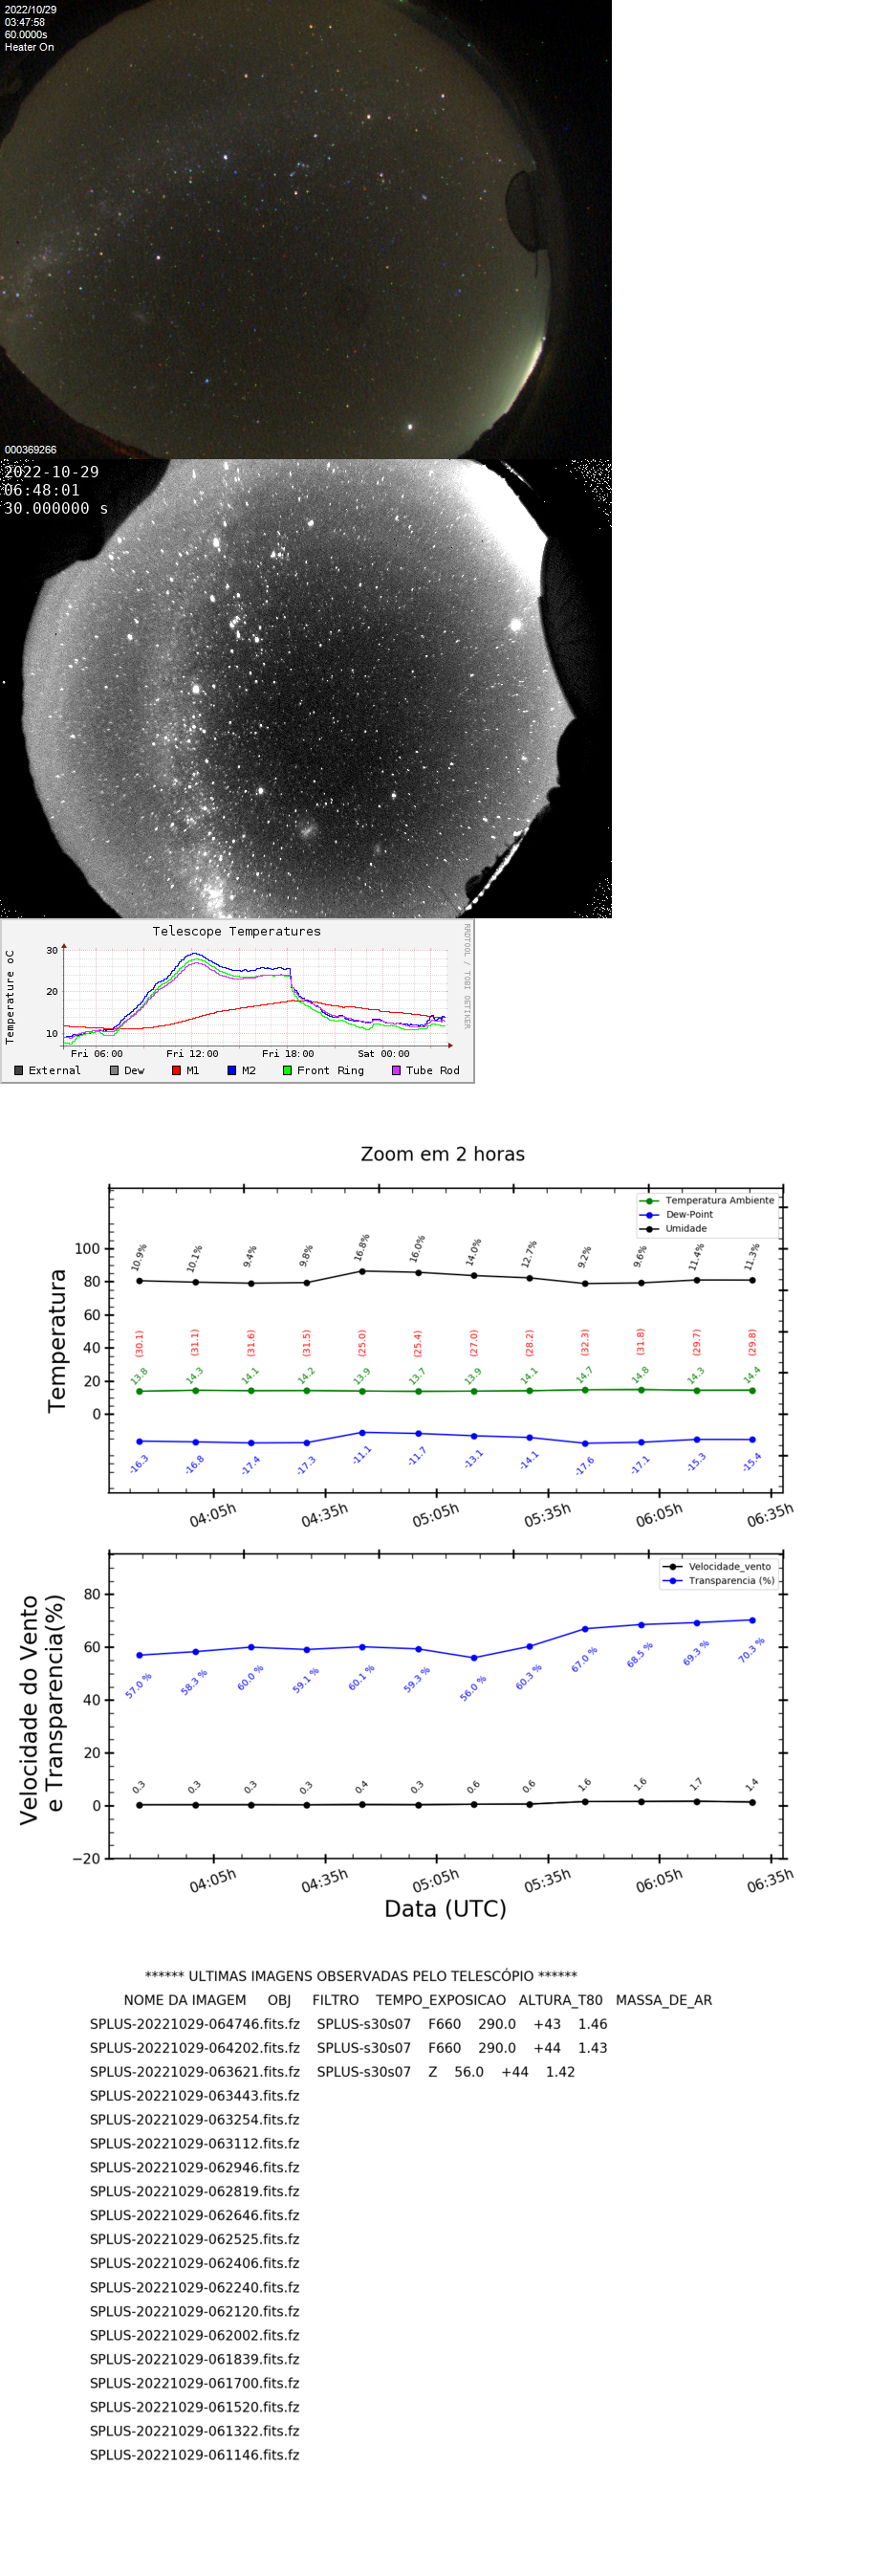 2022/10/29
03:47:58
60.0000s
Heater On
000369266
2022-10-29
06:48:01
30.000000 s
Telescope Temperatures
RRDTOOL / TOBI OETIKER
Temperature oC
30
20
10
Fri 06:00 Fri 12:00 Fri 18:00 Sat 00:00
External Dew M1 M2 Front Ring Tube Rod
Zoom em 2 horas
Temperatura Ambiente
Dew-Point
Umidade
Temperatura
100
80
60
40
20
0
10.9% 10.1% 9.4% 9.8% 16.8% 16.0% 14.0% 12.7% 9.2% 9.6% 11.4% 11.3%
(30.1) (31.1) (31.6) (31.5) (25.0) (25.4) (27.0) (28.2) (32.3) (31.8) (29.7) (29.8)
13.8 14.3 14.1 14.2 13.9 13.7 13.9 14.1 14.7 14.8 14.3 14.4
-16.3 -16.8 -17.4 -17.3 -11.1 -11.7 -13.1 -14.1 -17.6 -17.1 -15.3 -15.4
04:05h 04:35h 05:05h 05:35h 06:05h 06:35h
Velocidade_vento
Transparencia (%)
Velocidade do Vento
e Transparencia(%)
80
60
40
20
0
−20
57.0 % 58.3 % 60.0 % 59.1 % 60.1 % 59.3 % 56.0 % 60.3 % 67.0 % 68.5 % 69.3 % 70.3 %
0.3 0.3 0.3 0.3 0.4 0.3 0.6 0.6 1.6 1.6 1.7 1.4
04:05h 04:35h 05:05h 05:35h 06:05h 06:35h
Data (UTC)
****** ULTIMAS IMAGENS OBSERVADAS PELO TELESCÓPIO ******
NOME DA IMAGEM OBJ FILTRO TEMPO_EXPOSICAO ALTURA_T80 MASSA_DE_AR
SPLUS-20221029-064746.fits.fz SPLUS-s30s07 F660 290.0 +43 1.46
SPLUS-20221029-064202.fits.fz SPLUS-s30s07 F660 290.0 +44 1.43
SPLUS-20221029-063621.fits.fz SPLUS-s30s07 Z 56.0 +44 1.42
SPLUS-20221029-063443.fits.fz
SPLUS-20221029-063254.fits.fz
SPLUS-20221029-063112.fits.fz
SPLUS-20221029-062946.fits.fz
SPLUS-20221029-062819.fits.fz
SPLUS-20221029-062646.fits.fz
SPLUS-20221029-062525.fits.fz
SPLUS-20221029-062406.fits.fz
SPLUS-20221029-062240.fits.fz
SPLUS-20221029-062120.fits.fz
SPLUS-20221029-062002.fits.fz
SPLUS-20221029-061839.fits.fz
SPLUS-20221029-061700.fits.fz
SPLUS-20221029-061520.fits.fz
SPLUS-20221029-061322.fits.fz
SPLUS-20221029-061146.fits.fz